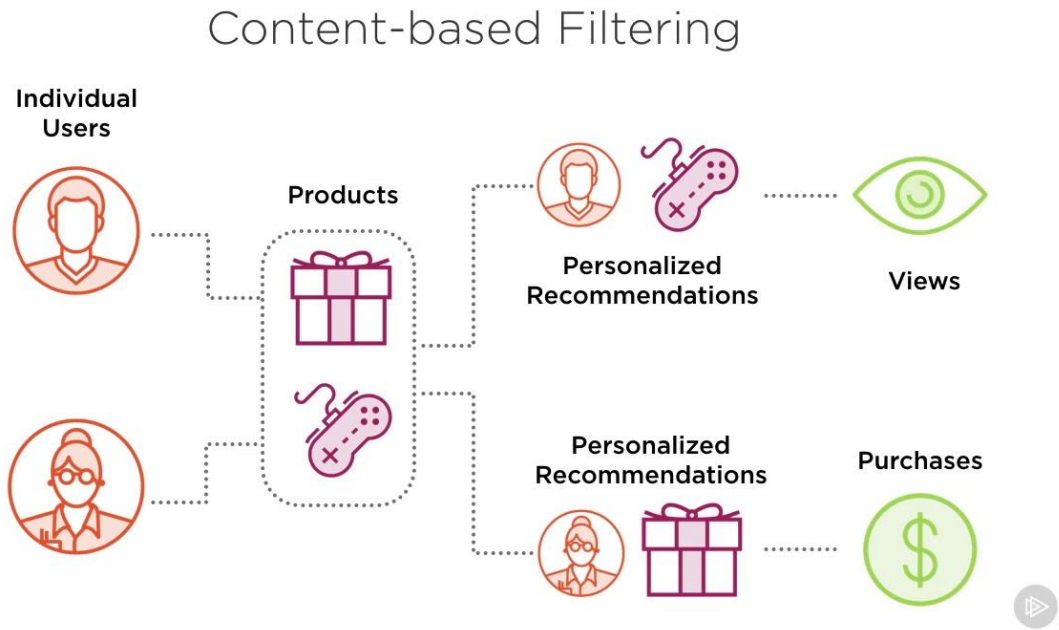 Content-based Filtering
Individual
Users
Products
Personalized
Recommendations
Views
Personalized
Recommendations
Purchases
$